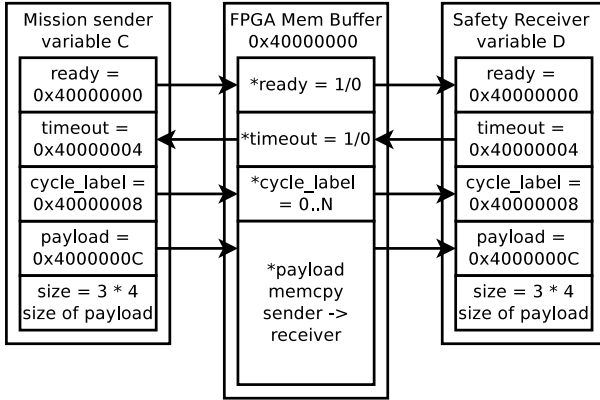 Mission sender
variable C
ready =
0x40000000
timeout =
0x40000004
cycle_label =
0x40000008
payload =
0x4000000C
size = 3 * 4
size of payload
FPGA Mem Buffer
0x40000000
*ready = 1/0
*timeout = 1/0
*cycle_label
= 0..N
*payload
memcpy
sender ->
receiver
Safety Receiver
variable D
ready =
0x40000000
timeout =
0x40000004
cycle_label =
0x40000008
payload =
0x4000000C
size = 3 * 4
size of payload